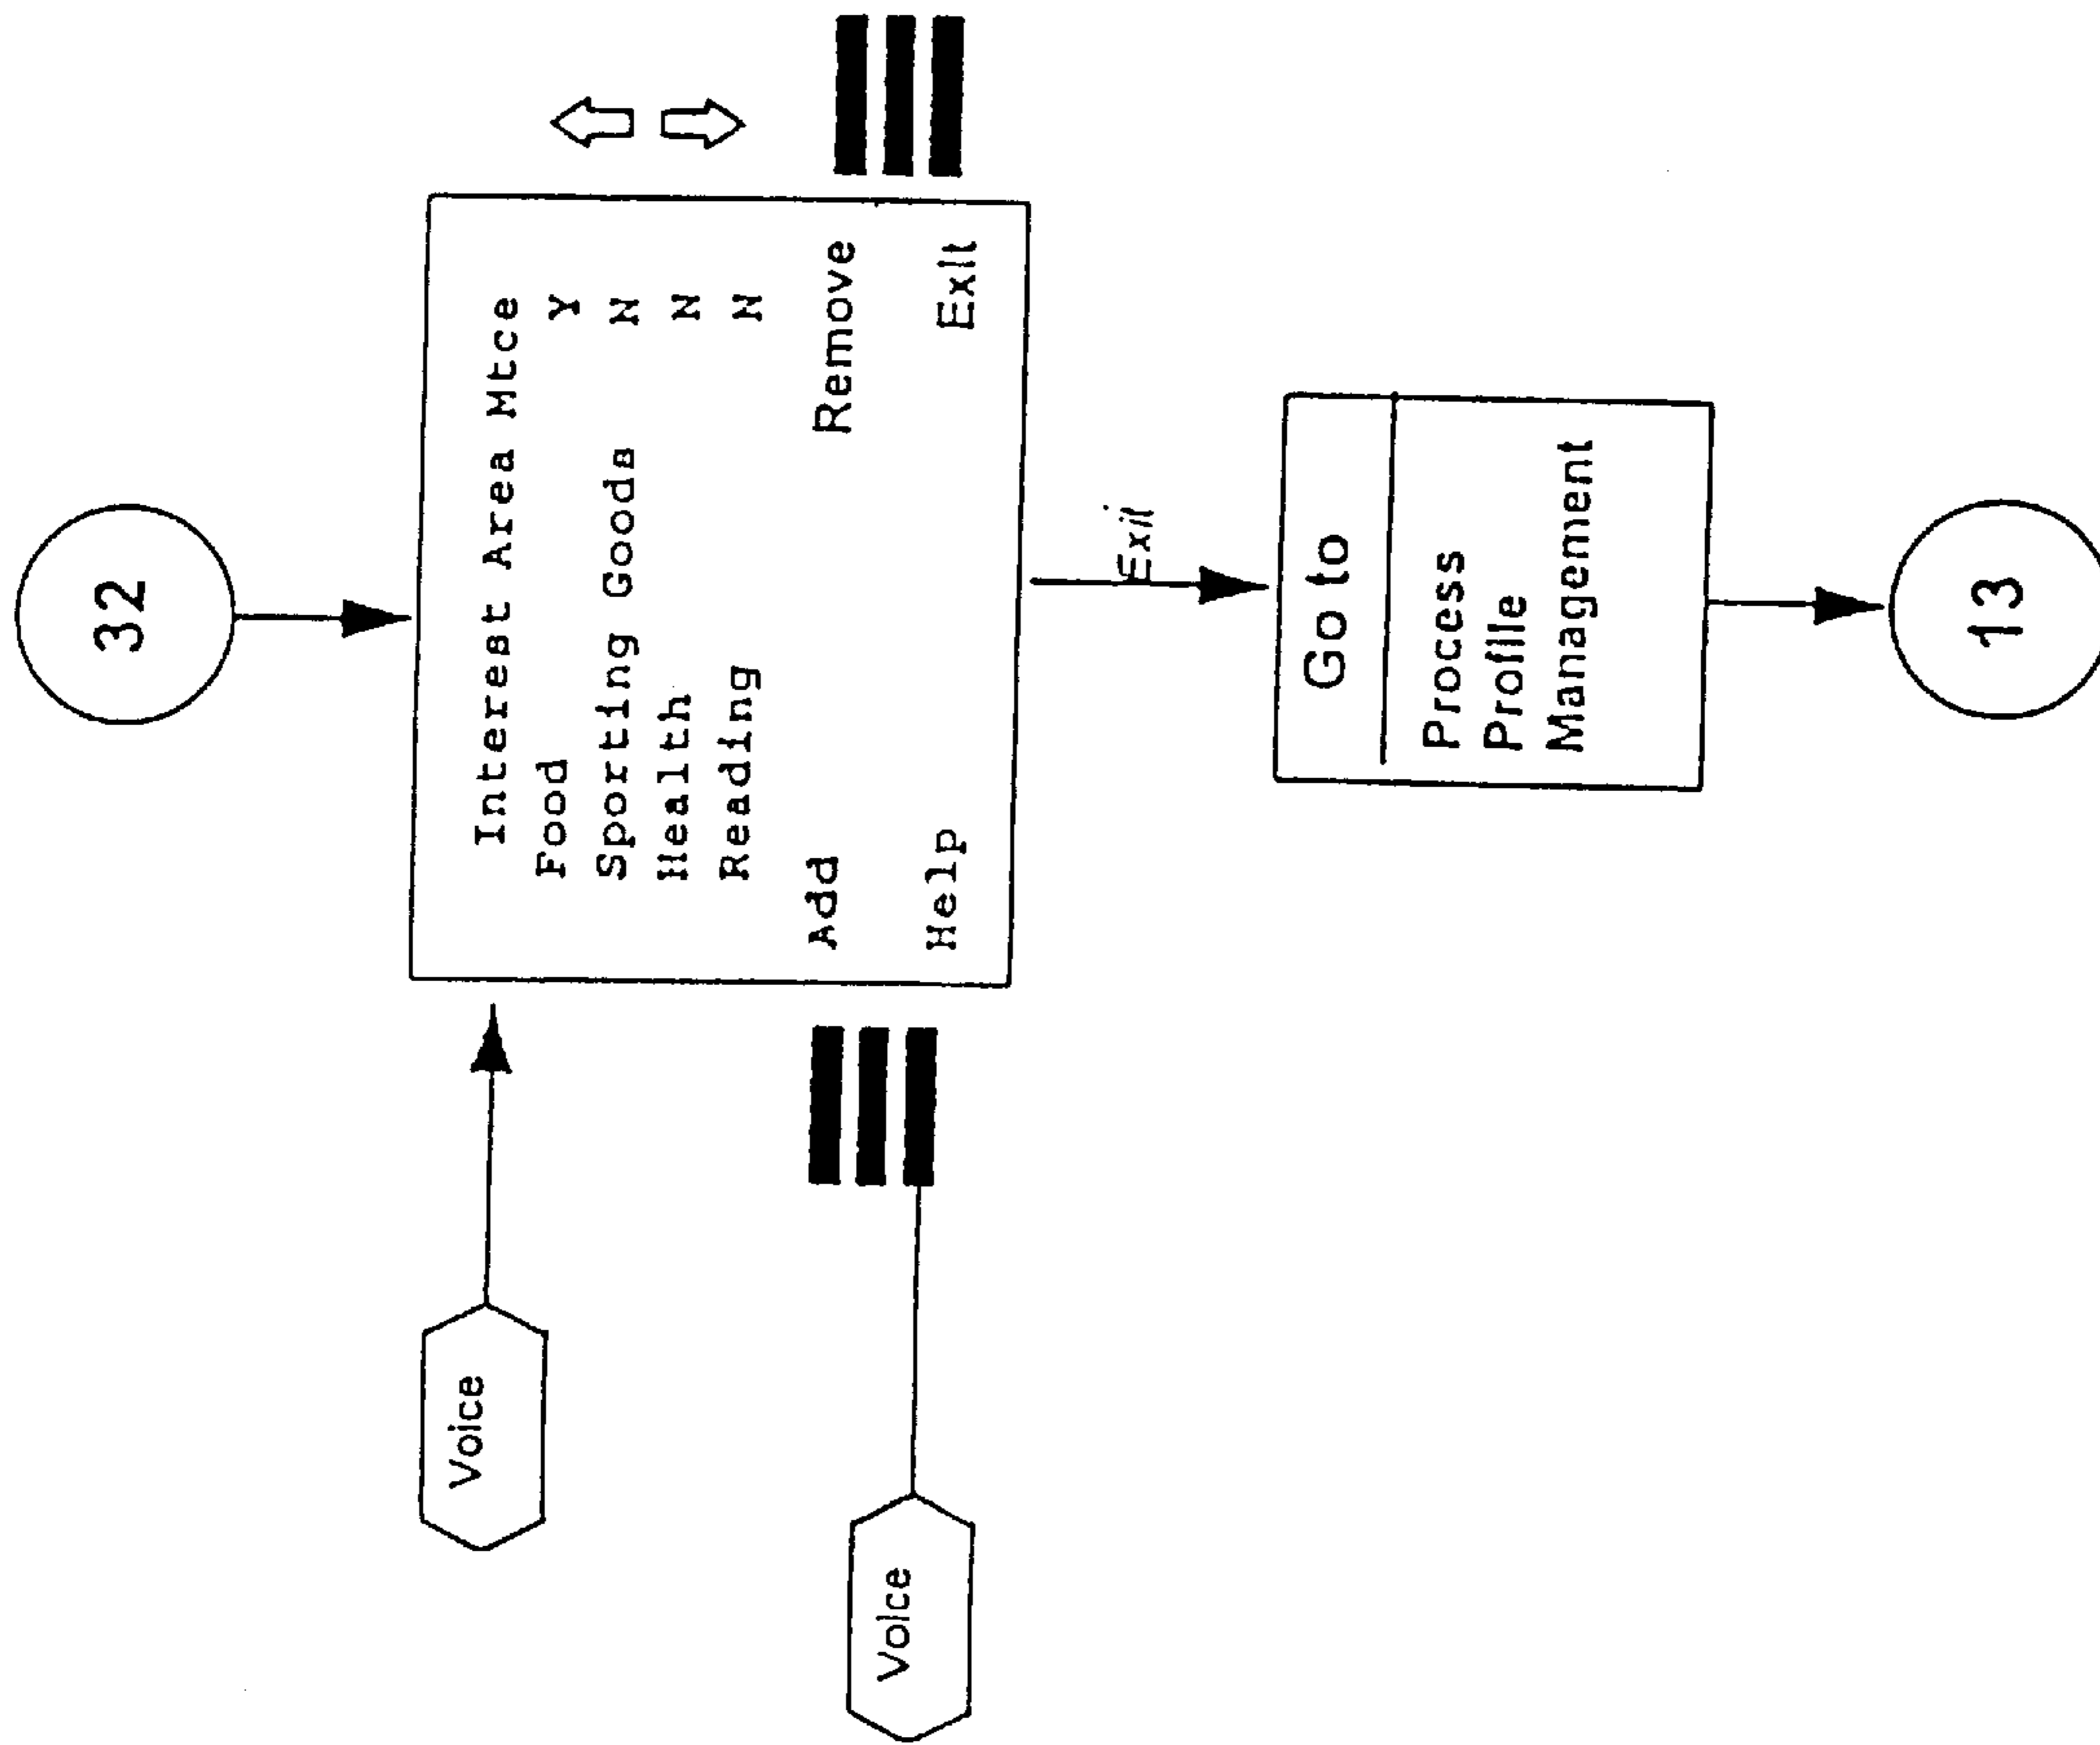 32
Interest Area Mtce
Food Y
Sporting Goods N
Health N
Reading N
Add Remove
Help Exit
Voice
Voice
Exit
Go to
Process
Profile
Management
13